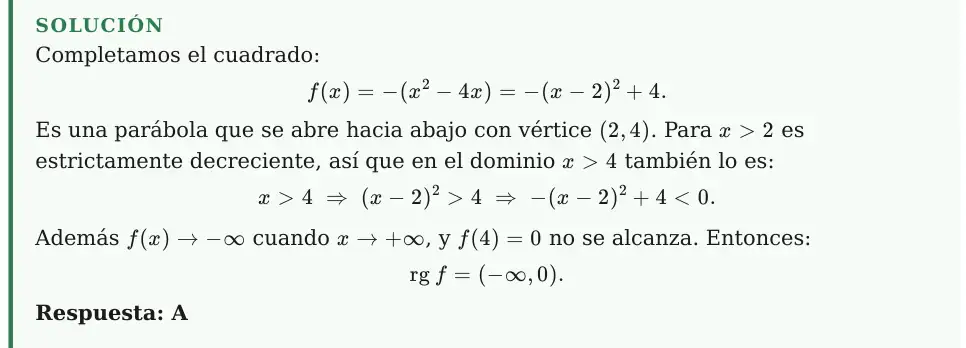 SOLUCIÓN
Completamos el cuadrado:
f(x) = −(x² − 4x) = −(x − 2)² + 4.
Es una parábola que se abre hacia abajo con vértice (2, 4). Para x > 2 es
estrictamente decreciente, así que en el dominio x > 4 también lo es:
x > 4 ⇒ (x − 2)² > 4 ⇒ −(x − 2)² + 4 < 0.
Además f(x) → −∞ cuando x → +∞, y f(4) = 0 no se alcanza. Entonces:
rg f = (−∞, 0).
Respuesta: A